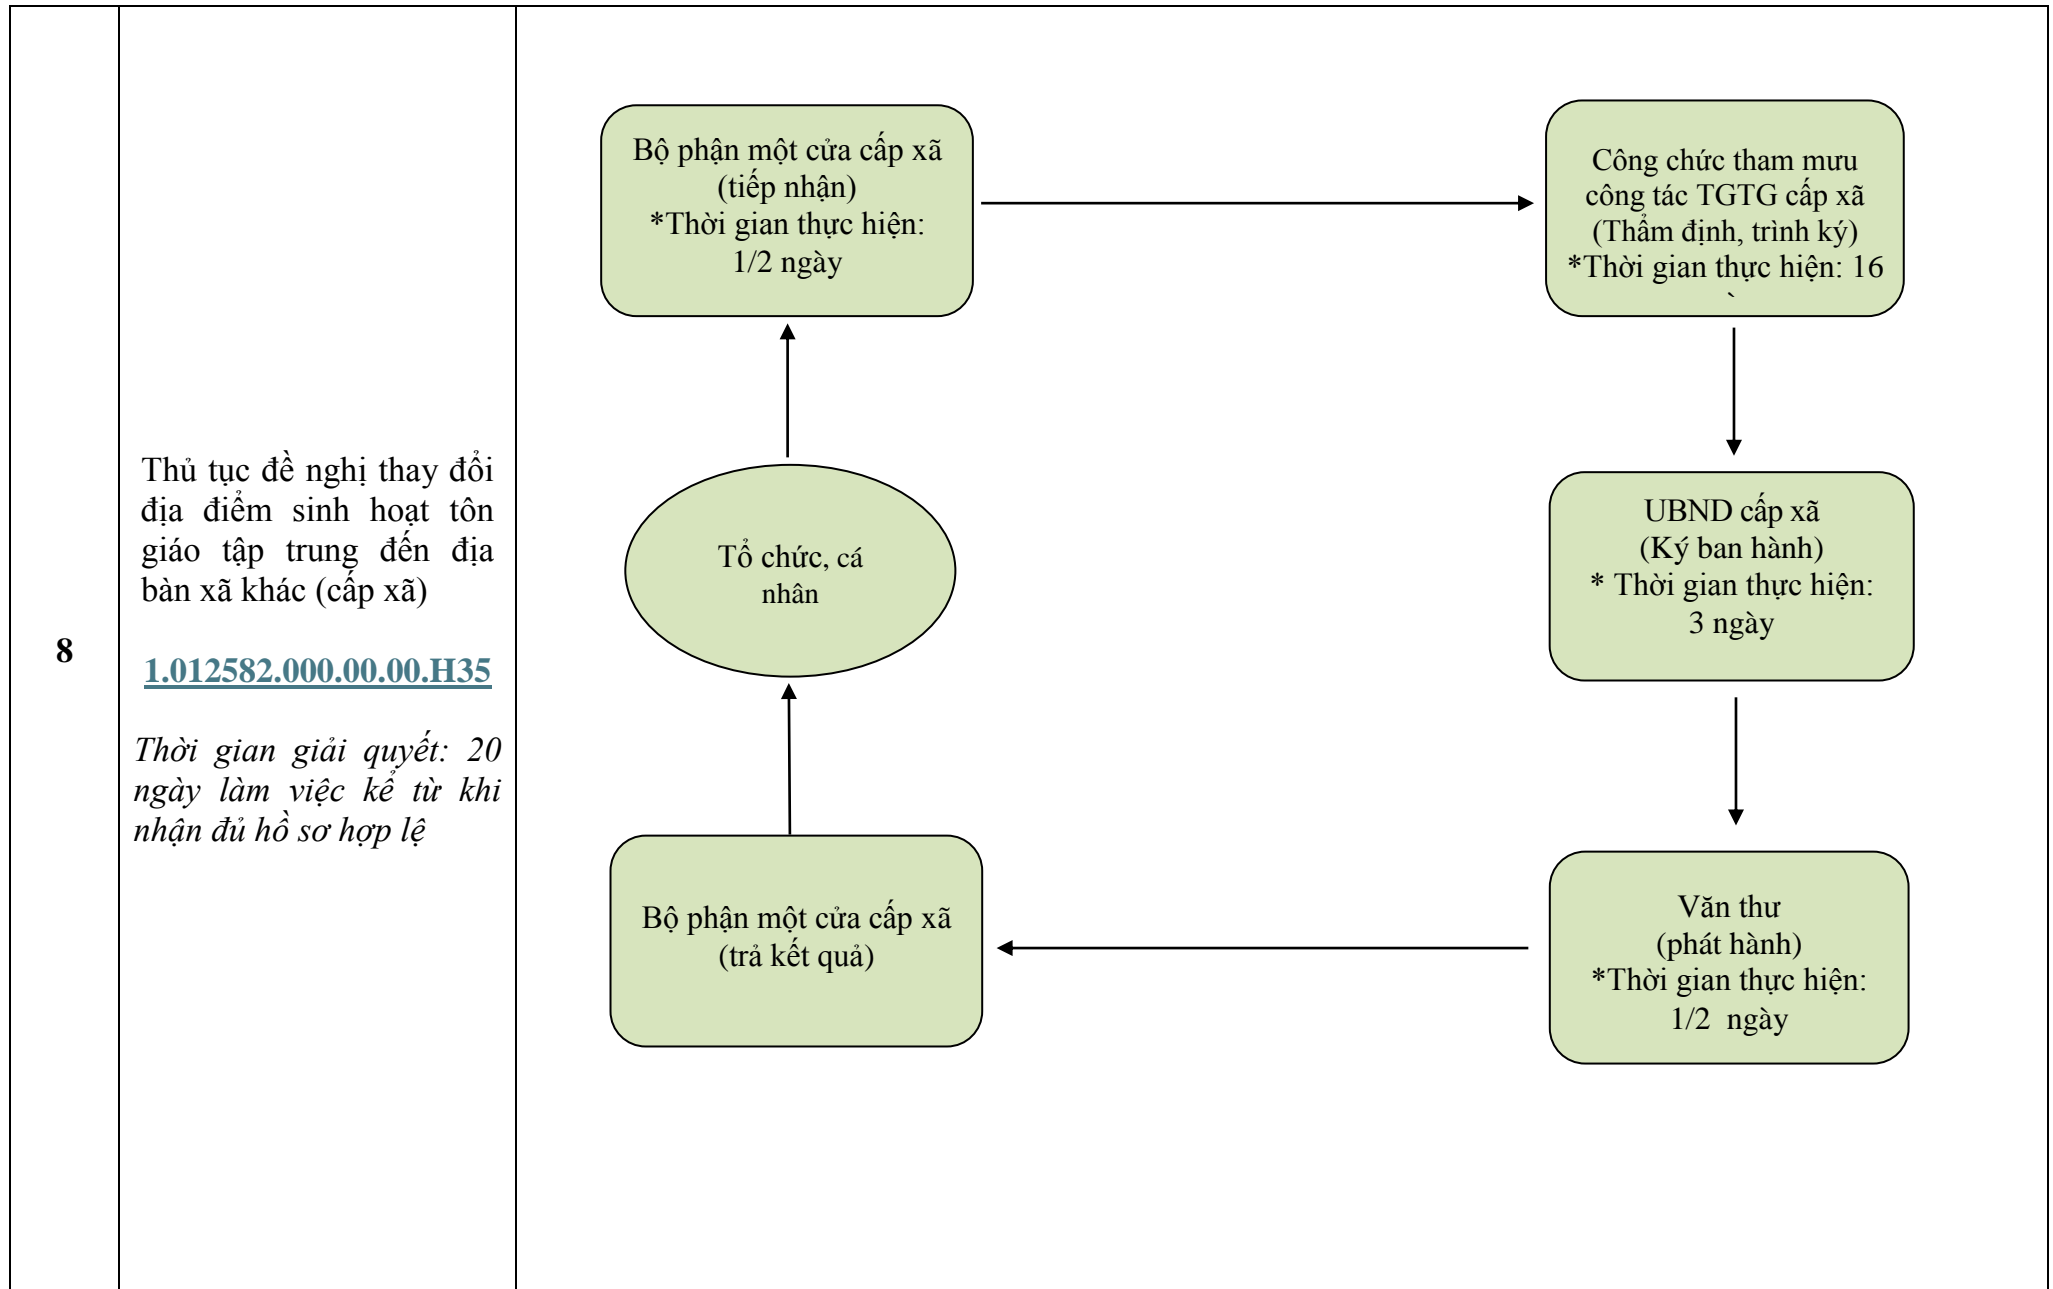 8
Thủ tục đề nghị thay đổi
địa điểm sinh hoạt tôn
giáo tập trung đến địa
bàn xã khác (cấp xã)
1.012582.000.00.00.H35
Thời gian giải quyết: 20
ngày làm việc kể từ khi
nhận đủ hồ sơ hợp lệ
Bộ phận một cửa cấp xã
(tiếp nhận)
*Thời gian thực hiện:
1/2 ngày
Công chức tham mưu
công tác TGTG cấp xã
(Thẩm định, trình ký)
*Thời gian thực hiện: 16
Tổ chức, cá
nhân
UBND cấp xã
(Ký ban hành)
* Thời gian thực hiện:
3 ngày
Bộ phận một cửa cấp xã
(trả kết quả)
Văn thư
(phát hành)
*Thời gian thực hiện:
1/2 ngày